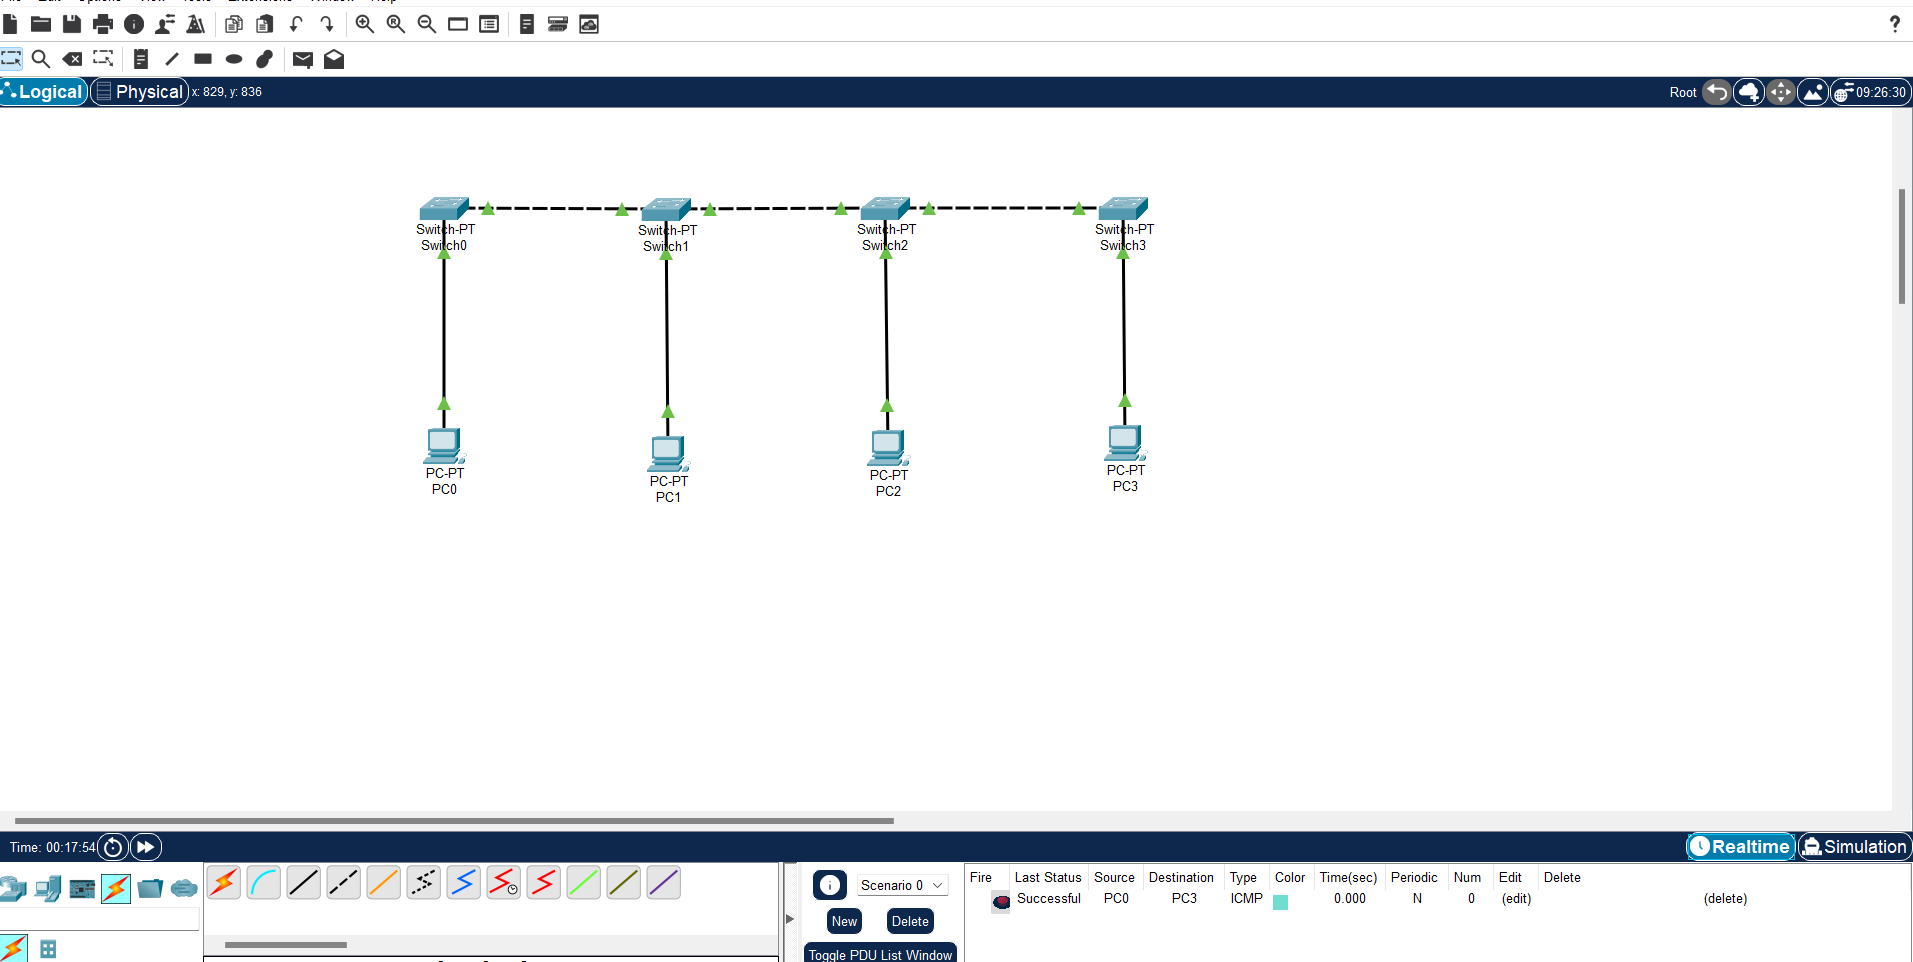 Logical
Physical
x: 829, y: 836
Root
09:26:30
Switch-PT
Switch0
Switch-PT
Switch1
Switch-PT
Switch2
Switch-PT
Switch3
PC-PT
PC0
PC-PT
PC1
PC-PT
PC2
PC-PT
PC3
Time: 00:17:54
Realtime
Simulation
Scenario 0
New
Delete
Toggle PDU List Window
Fire Last Status Source Destination Type Color Time(sec) Periodic Num Edit Delete
Successful PC0 PC3 ICMP 0.000 N 0 (edit) (delete)